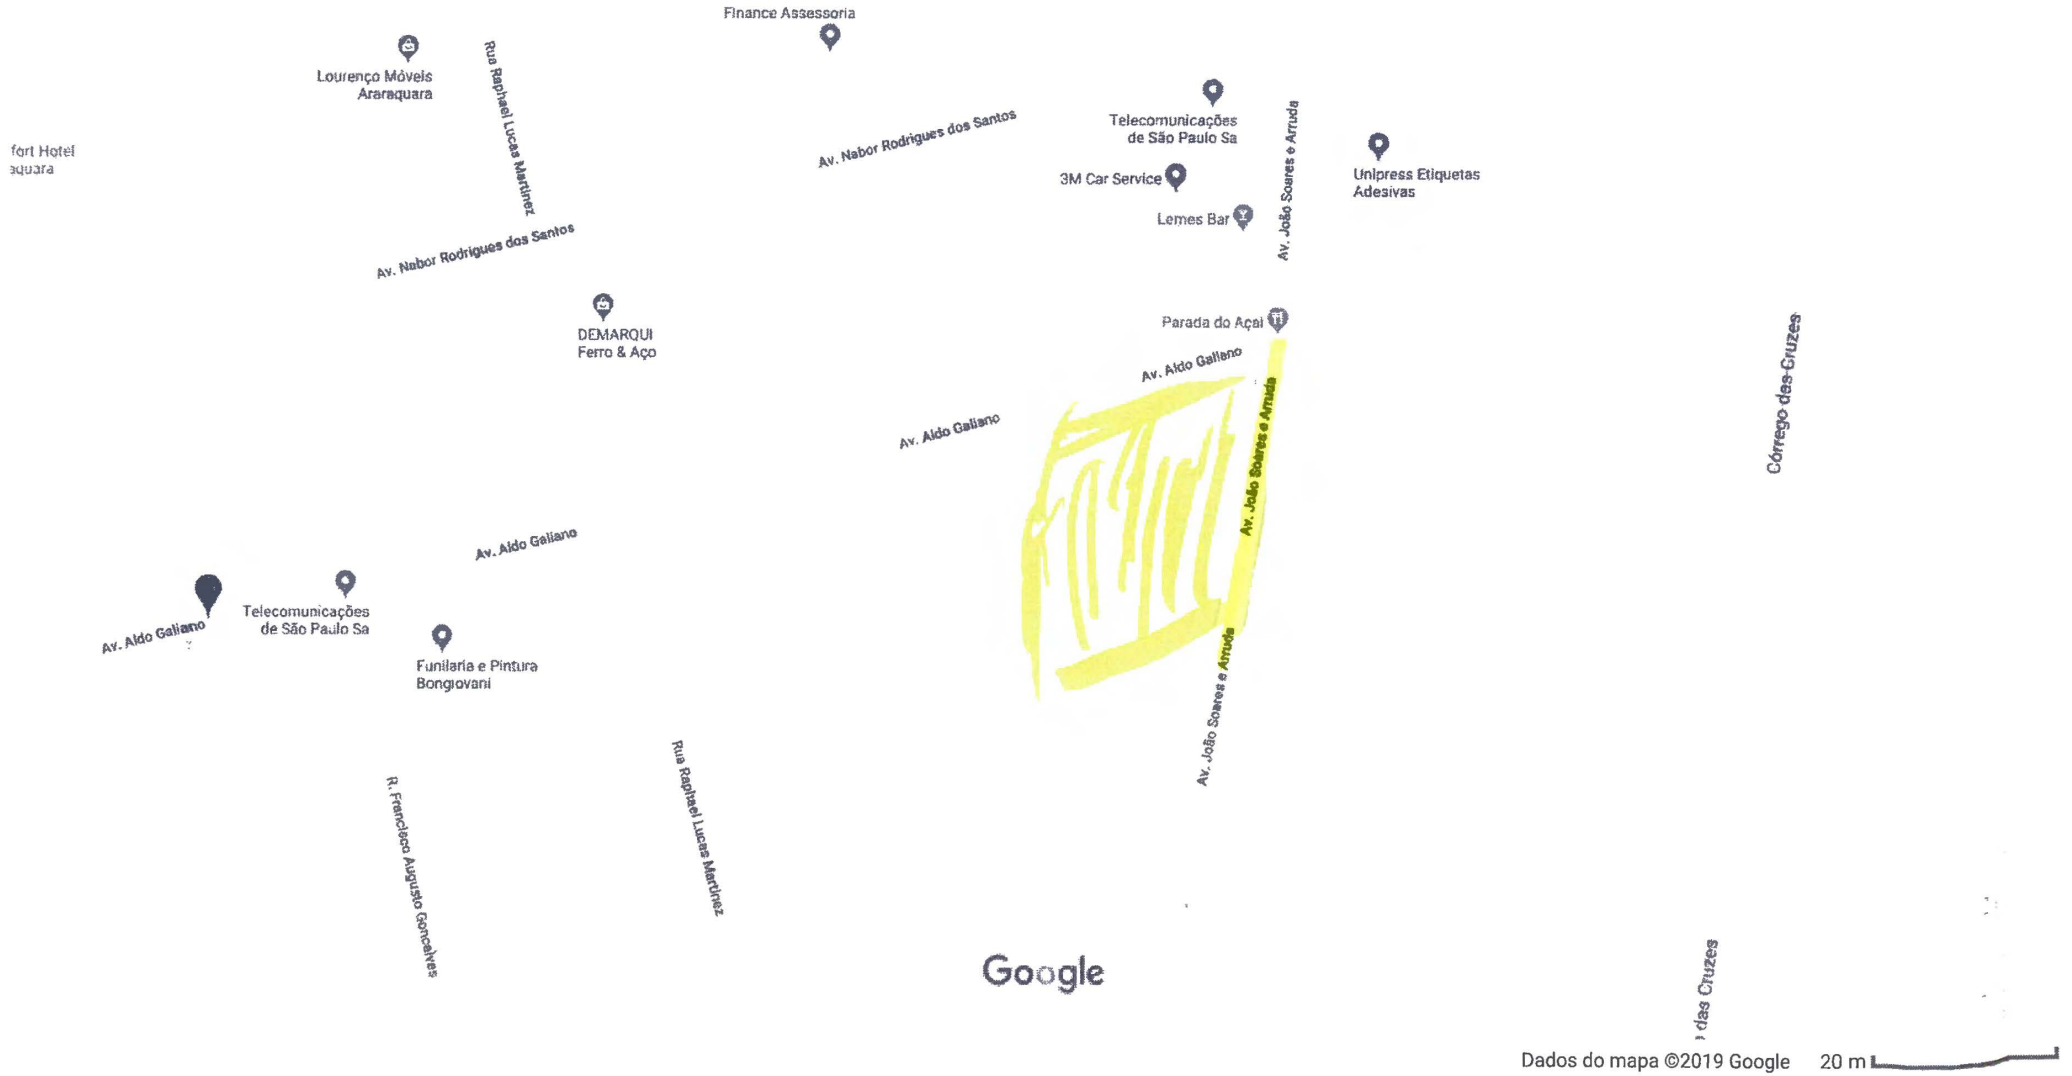 Finance Assessoria
Lourenço Móveis
Araraquara
Rua Raphael Lucas Martinez
Telecomunicações
de São Paulo Sa
Av. João Soares e Arruda
Av. Nabor Rodrigues dos Santos
fort Hotel
aquara
3M Car Service
Unipress Etiquetas
Adesivas
Lemes Bar
Av. Nabor Rodrigues dos Santos
DEMARQUI
Ferro & Aço
Parada do Açaí
Av. Aldo Galiano
Córrego das Cruzes
Av. Aldo Galiano
Av. João Soares e Arruda
Av. Aldo Galiano
Telecomunicações
de São Paulo Sa
Av. Aldo Galiano
Funilaria e Pintura
Bongiovani
Av. João Soares e Arruda
Rua Raphael Lucas Martinez
R. Francisco Augusto Goncalves
Google
das Cruzes
Dados do mapa ©2019 Google 20 m